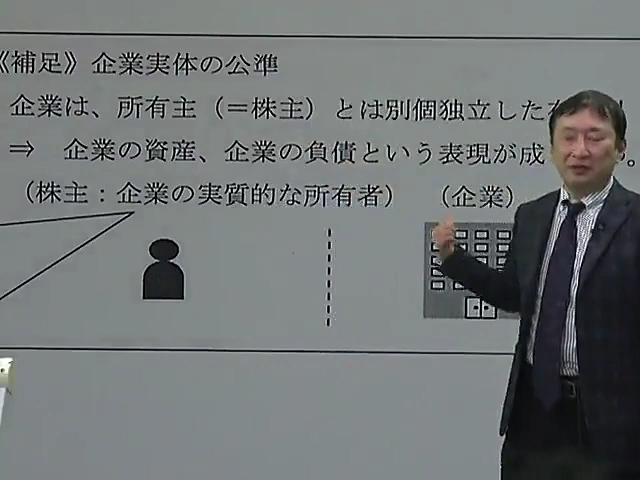 《補足》企業実体の公準
企業は、所有主（＝株主）とは別個独立した
⇒ 企業の資産、企業の負債という表現が成
（株主：企業の実質的な所有者）　（企業）